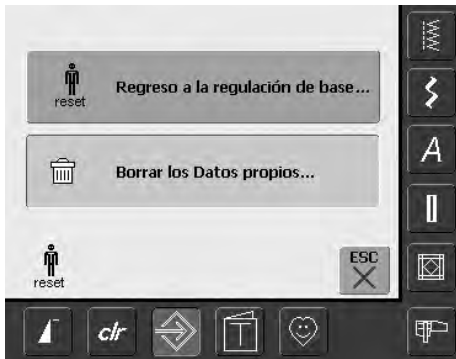 reset
Regreso a la regulación de base...
Borrar los Datos propios...
reset
ESC
A
clr
T